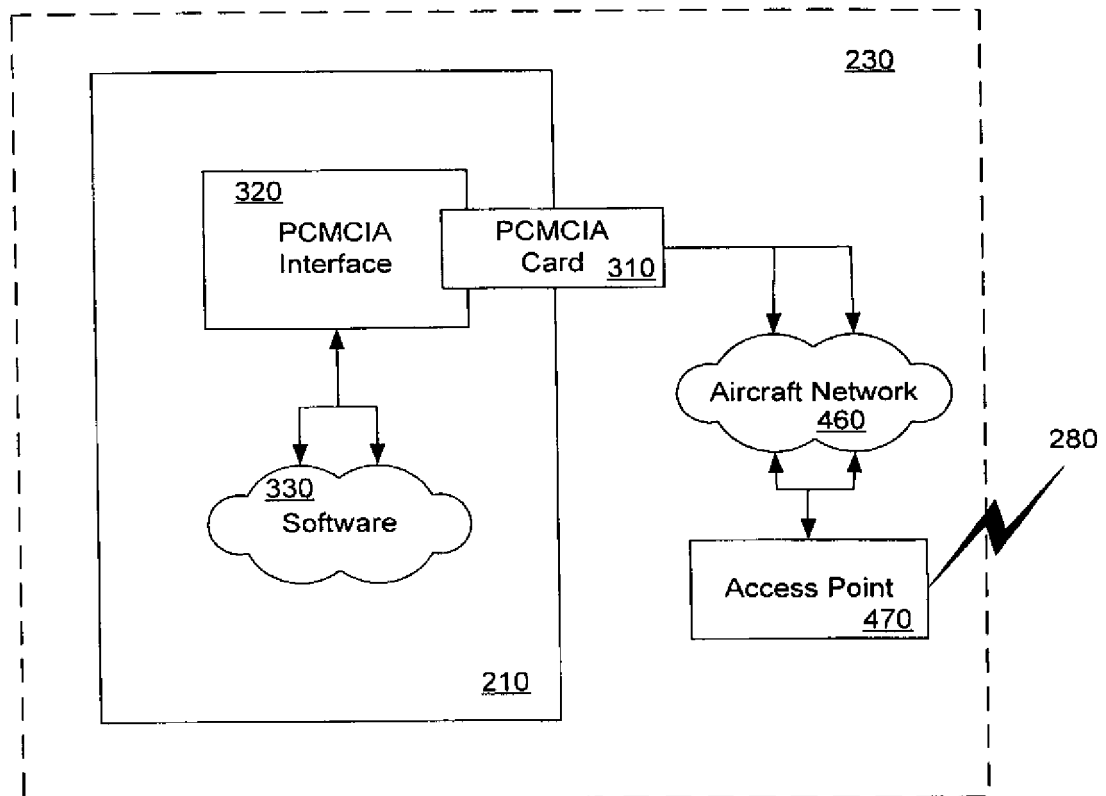 230
320
PCMCIA
Interface
PCMCIA
Card
310
Aircraft Network
460
280
330
Software
Access Point
470
210